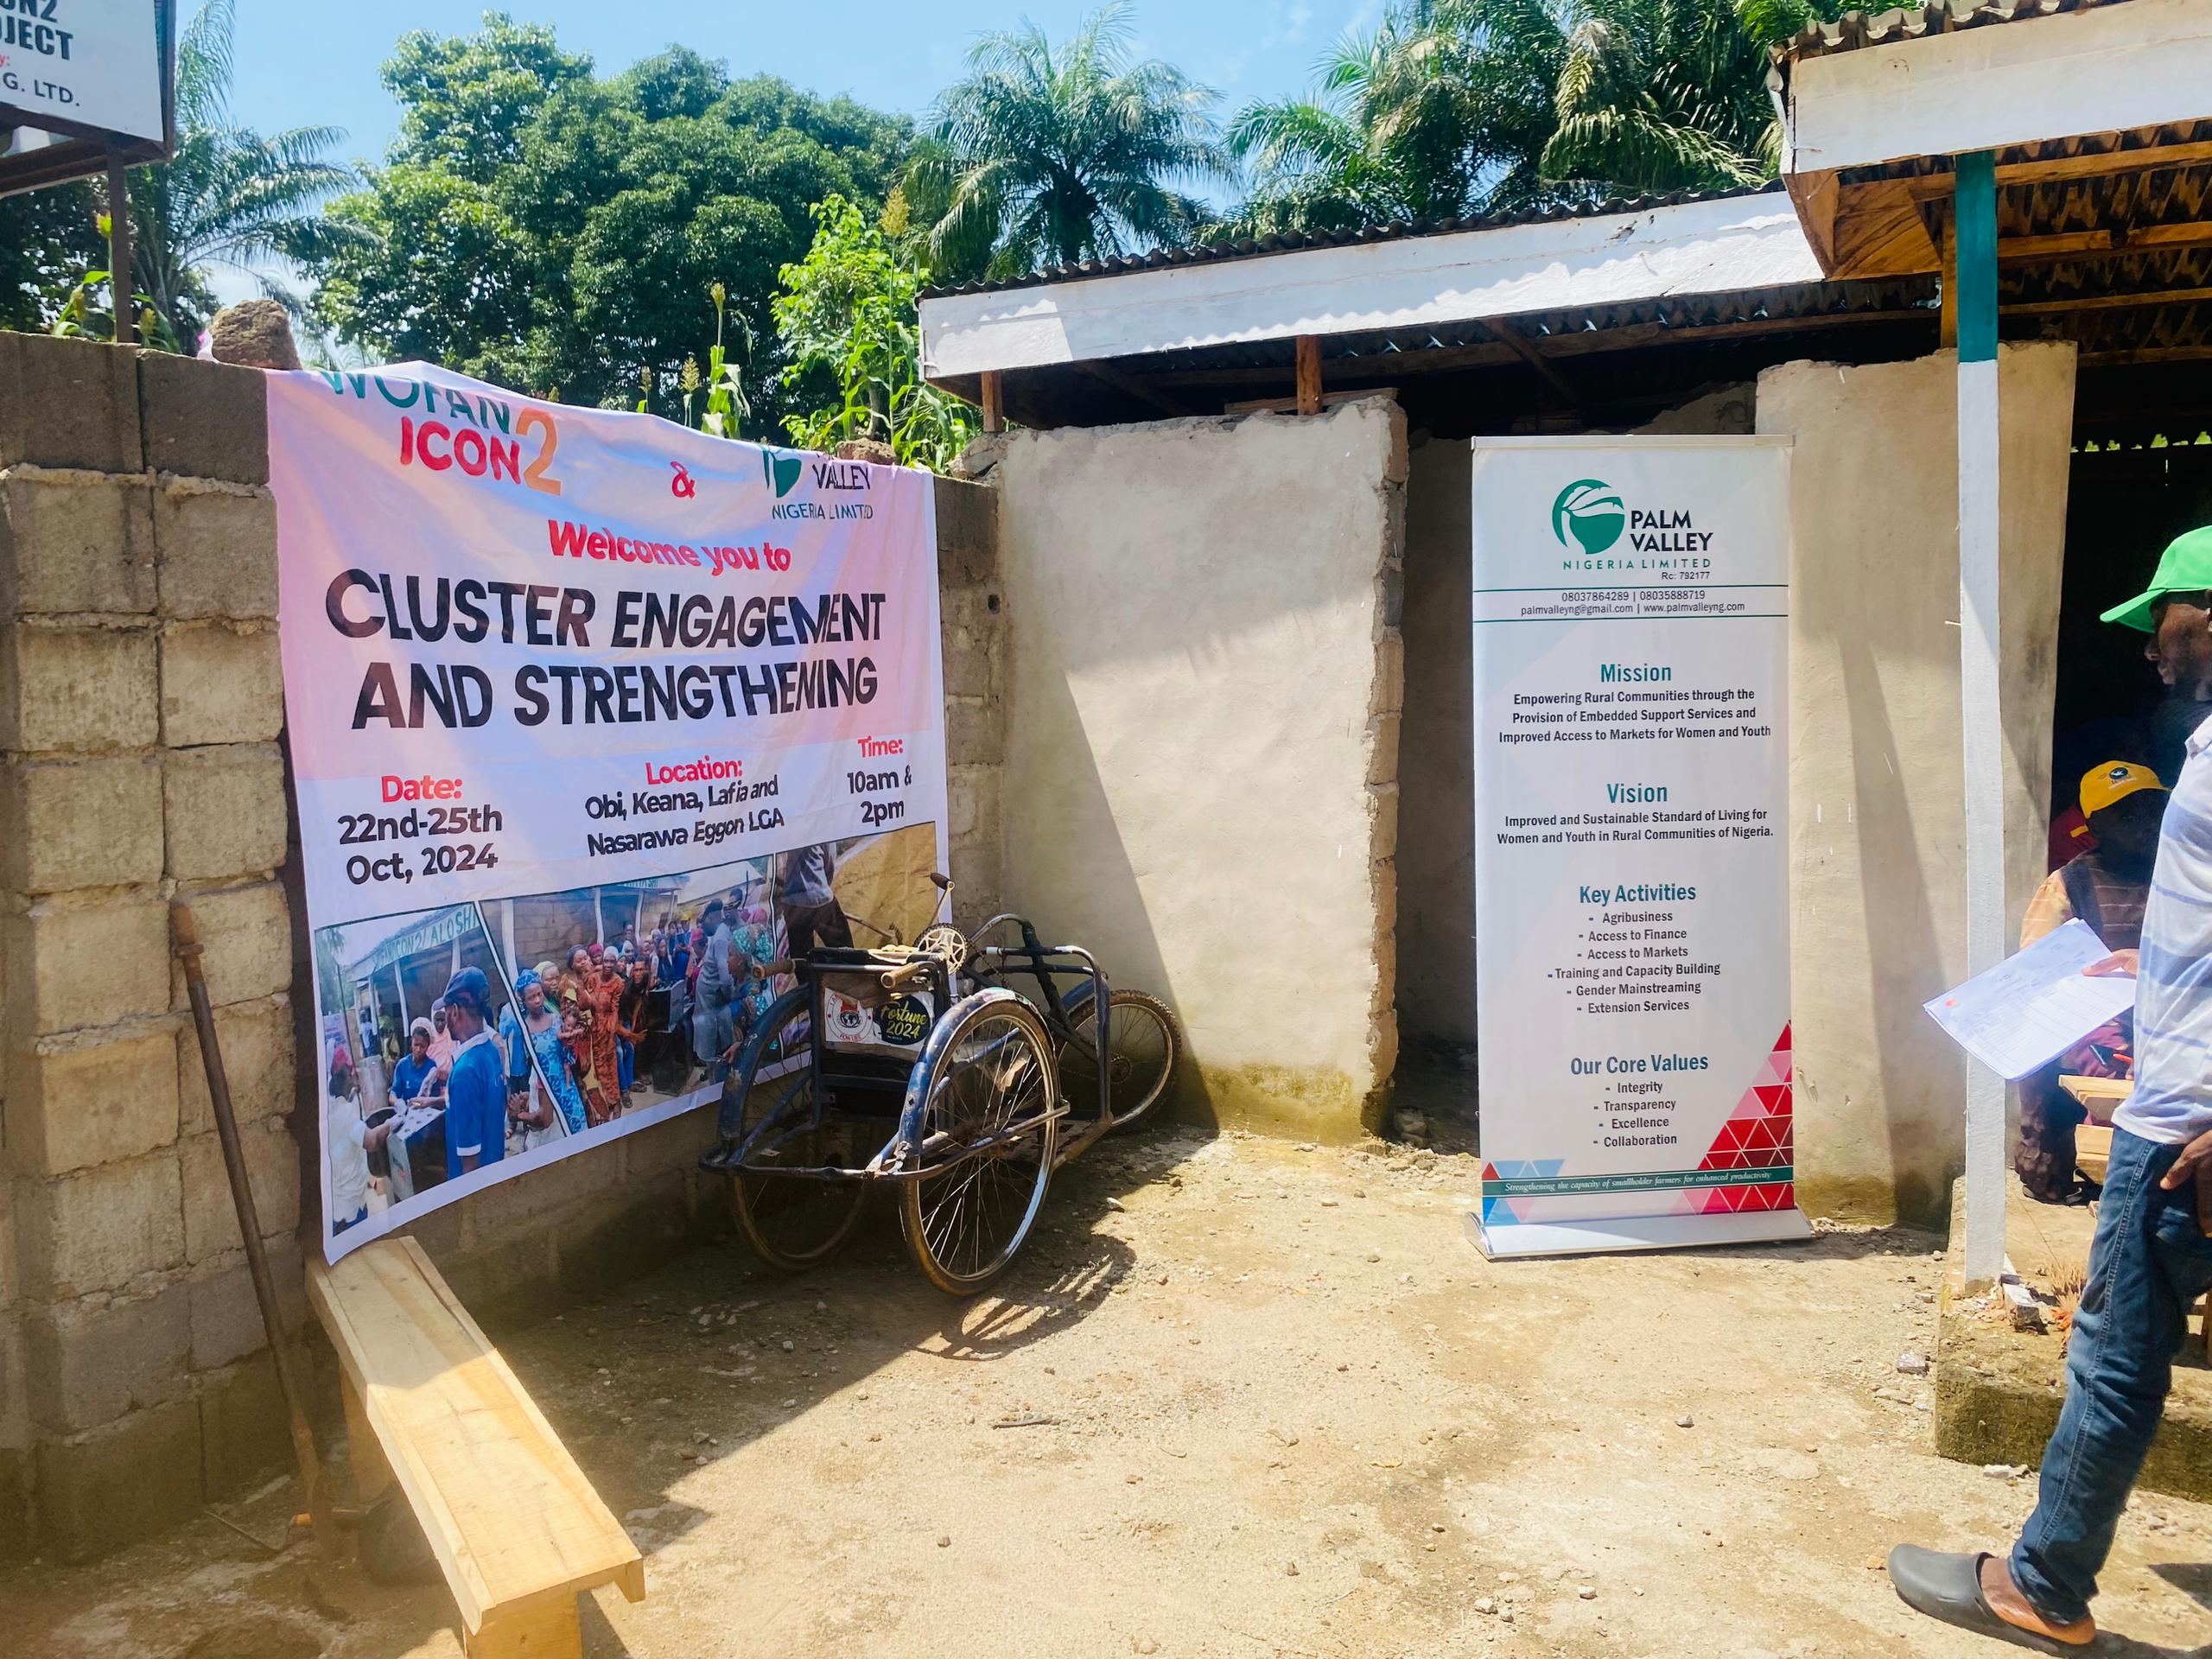 ON2
JECT
y:
G. LTD.
WOFAN
ICON2
&
VALLEY
NIGERIA LIMITED
Welcome you to
CLUSTER ENGAGEMENT
AND STRENGTHENING
Date:
22nd-25th
Oct, 2024
Location:
Obi, Keana, Lafia and
Nasarawa Eggon LGA
Time:
10am &
2pm
Fortune
2024
PALM
VALLEY
NIGERIA LIMITED
Rc: 792177
08037864289 | 08035888719
palmvalleyng@gmail.com | www.palmvalleyng.com
Mission
Empowering Rural Communities through the
Provision of Embedded Support Services and
Improved Access to Markets for Women and Youth
Vision
Improved and Sustainable Standard of Living for
Women and Youth in Rural Communities of Nigeria.
Key Activities
- Agribusiness
- Access to Finance
- Access to Markets
- Training and Capacity Building
- Gender Mainstreaming
- Extension Services
Our Core Values
- Integrity
- Transparency
- Excellence
- Collaboration
Strengthening the capacity of smallholder farmers for enhanced productivity